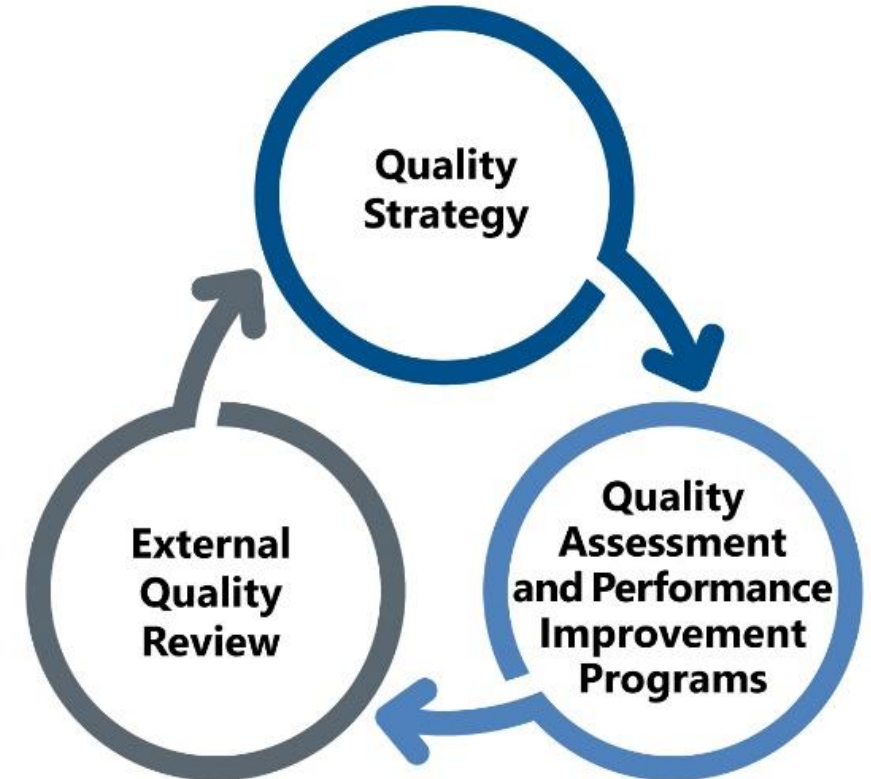 Quality
Strategy
Quality
Assessment
and Performance
Improvement
Programs
External
Quality
Review